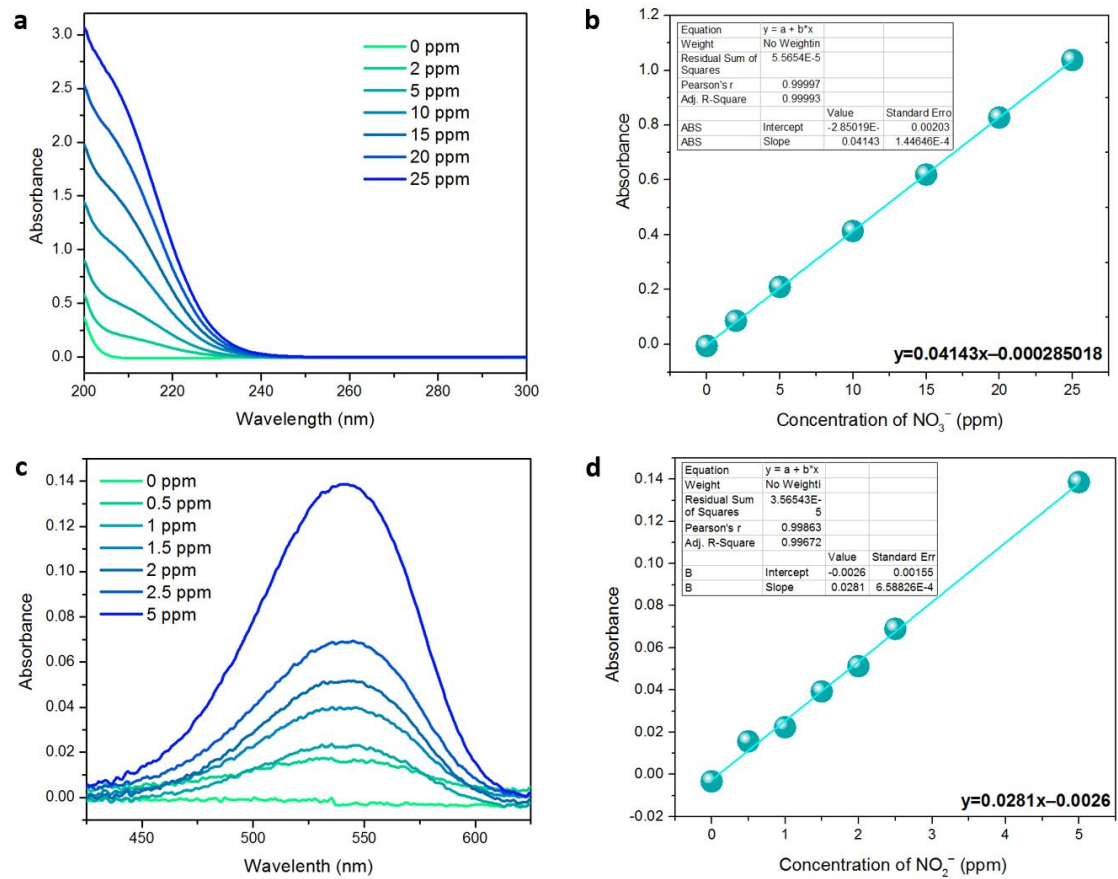 a
Absorbance
3.0
2.5
2.0
1.5
1.0
0.5
0.0
0 ppm
2 ppm
5 ppm
10 ppm
15 ppm
20 ppm
25 ppm
200 220 240 260 280 300
Wavelength (nm)
b
Absorbance
1.2
1.0
0.8
0.6
0.4
0.2
0.0
Equation y = a + b*x
Weight No Weightin
Residual Sum of Squares 5.5654E-5
Pearson's r 0.99997
Adj. R-Square 0.99993
Value Standard Erro
ABS Intercept -2.85019E- 0.00203
ABS Slope 0.04143 1.44646E-4
y=0.04143x–0.000285018
0 5 10 15 20 25
Concentration of NO₃⁻ (ppm)
c
Absorbance
0.14
0.12
0.10
0.08
0.06
0.04
0.02
0.00
0 ppm
0.5 ppm
1 ppm
1.5 ppm
2 ppm
2.5 ppm
5 ppm
450 500 550 600
Wavelenth (nm)
d
Absorbance
0.14
0.12
0.10
0.08
0.06
0.04
0.02
0.00
-0.02
Equation y = a + b*x
Weight No Weighti
Residual Sum of Squares 3.56543E-5
Pearson's r 0.99863
Adj. R-Square 0.99672
Value Standard Err
B Intercept -0.0026 0.00155
B Slope 0.0281 6.58826E-4
y=0.0281x–0.0026
0 1 2 3 4 5
Concentration of NO₂⁻ (ppm)